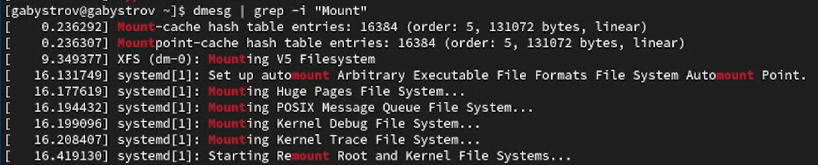 [gabystrov@gabystrov ~]$ dmesg | grep -i "Mount"
[    0.236292] Mount-cache hash table entries: 16384 (order: 5, 131072 bytes, linear)
[    0.236307] Mountpoint-cache hash table entries: 16384 (order: 5, 131072 bytes, linear)
[    9.349377] XFS (dm-0): Mounting V5 Filesystem
[   16.131749] systemd[1]: Set up automount Arbitrary Executable File Formats File System Automount Point.
[   16.177619] systemd[1]: Mounting Huge Pages File System...
[   16.194432] systemd[1]: Mounting POSIX Message Queue File System...
[   16.199096] systemd[1]: Mounting Kernel Debug File System...
[   16.208407] systemd[1]: Mounting Kernel Trace File System...
[   16.419130] systemd[1]: Starting Remount Root and Kernel File Systems...